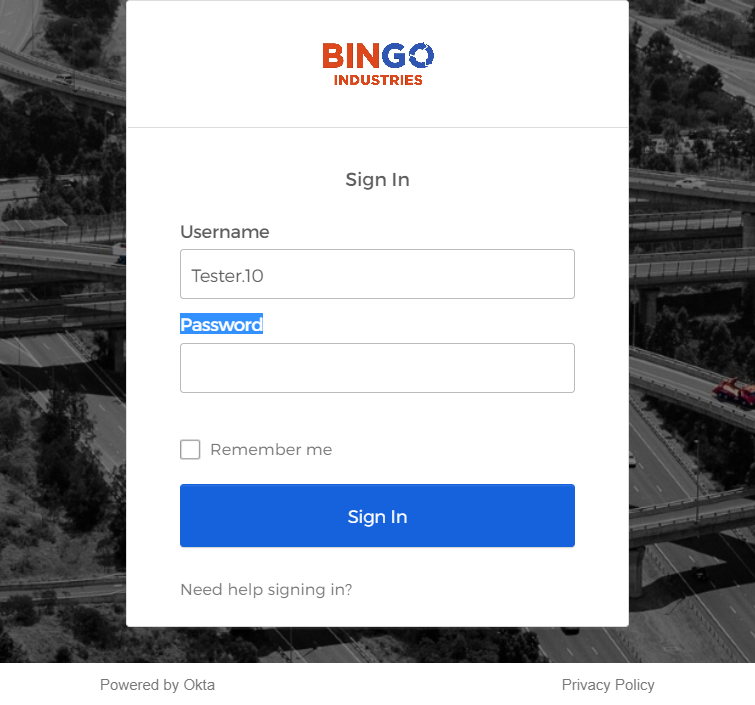 BINGO
INDUSTRIES
Sign In
Username
Tester.10
Password
Remember me
Sign In
Need help signing in?
Powered by Okta
Privacy Policy